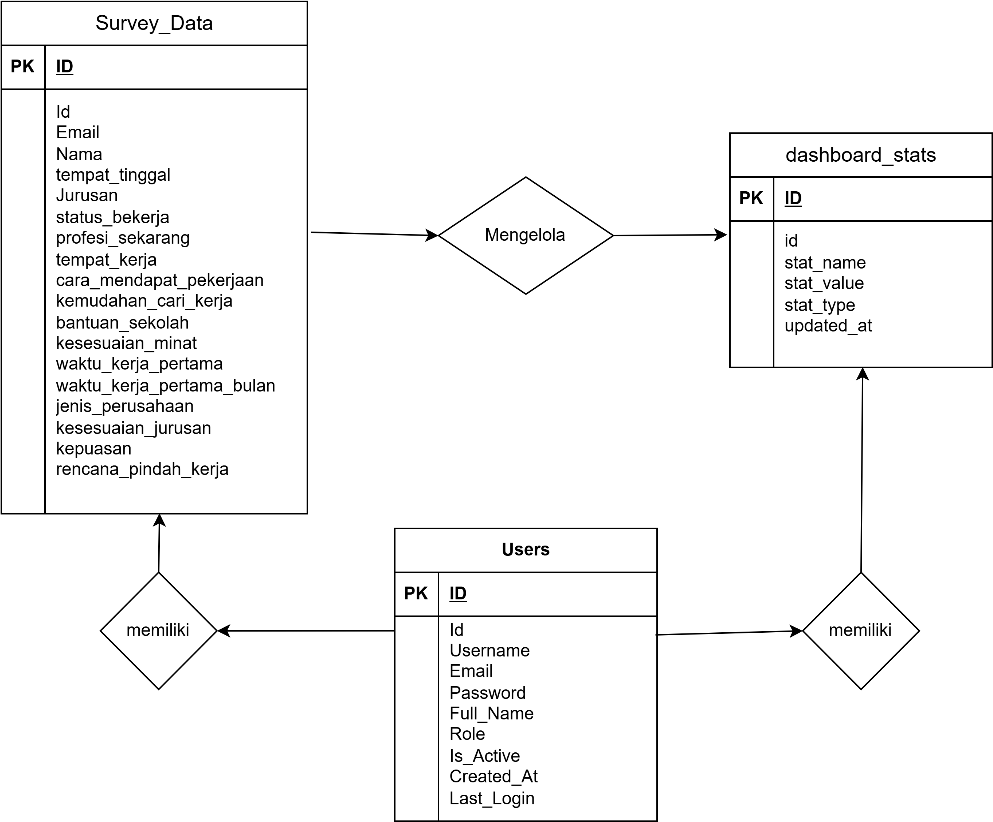 Survey_Data
PK ID
Id
Email
Nama
tempat_tinggal
Jurusan
status_bekerja
profesi_sekarang
tempat_kerja
cara_mendapat_pekerjaan
kemudahan_cari_kerja
bantuan_sekolah
kesesuaian_minat
waktu_kerja_pertama
waktu_kerja_pertama_bulan
jenis_perusahaan
kesesuaian_jurusan
kepuasan
rencana_pindah_kerja
Mengelola
dashboard_stats
PK ID
id
stat_name
stat_value
stat_type
updated_at
memiliki
Users
PK ID
Id
Username
Email
Password
Full_Name
Role
Is_Active
Created_At
Last_Login
memiliki